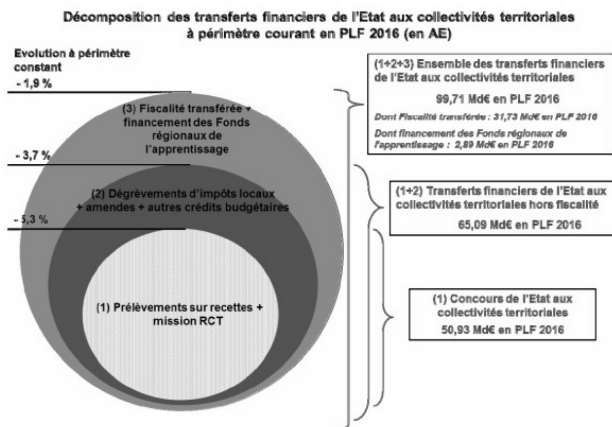 Décomposition des transferts financiers de l'Etat aux collectivités territoriales
à périmètre courant en PLF 2016 (en AE)
Evolution à périmètre
constant
- 1,9 %
(3) Fiscalité transférée +
financement des Fonds
régionaux de
l'apprentissage
- 3,7 %
(2) Dégrèvements d'impôts locaux
+ amendes + autres crédits budgétaires
- 5,3 %
(1) Prélèvements sur recettes +
mission RCT
(1+2+3) Ensemble des transferts financiers
de l'Etat aux collectivités territoriales
99,71 Md€ en PLF 2016
Dont Fiscalité transférée : 31,73 Md€ en PLF 2016
Dont financement des Fonds régionaux de
l'apprentissage : 2,89 Md€ en PLF 2016
(1+2) Transferts financiers de l'Etat aux
collectivités territoriales hors fiscalité
65,09 Md€ en PLF 2016
(1) Concours de l'Etat aux
collectivités territoriales
50,93 Md€ en PLF 2016